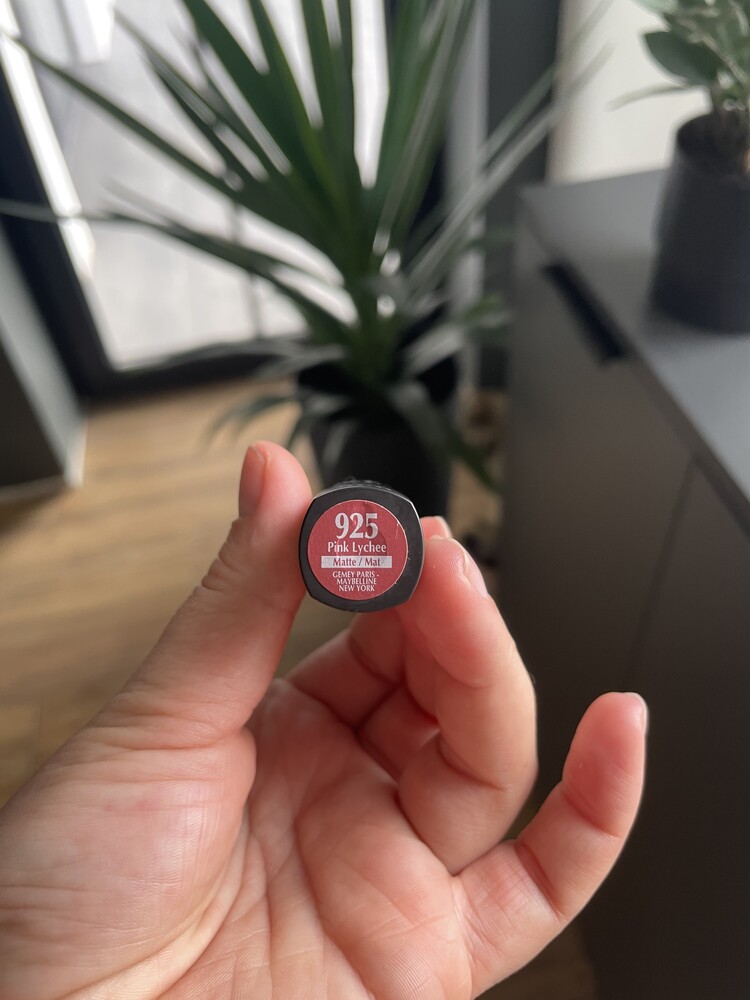 925
Pink Lychee
Matte / Mat
GEMEY PARIS -
MAYBELLINE
NEW YORK